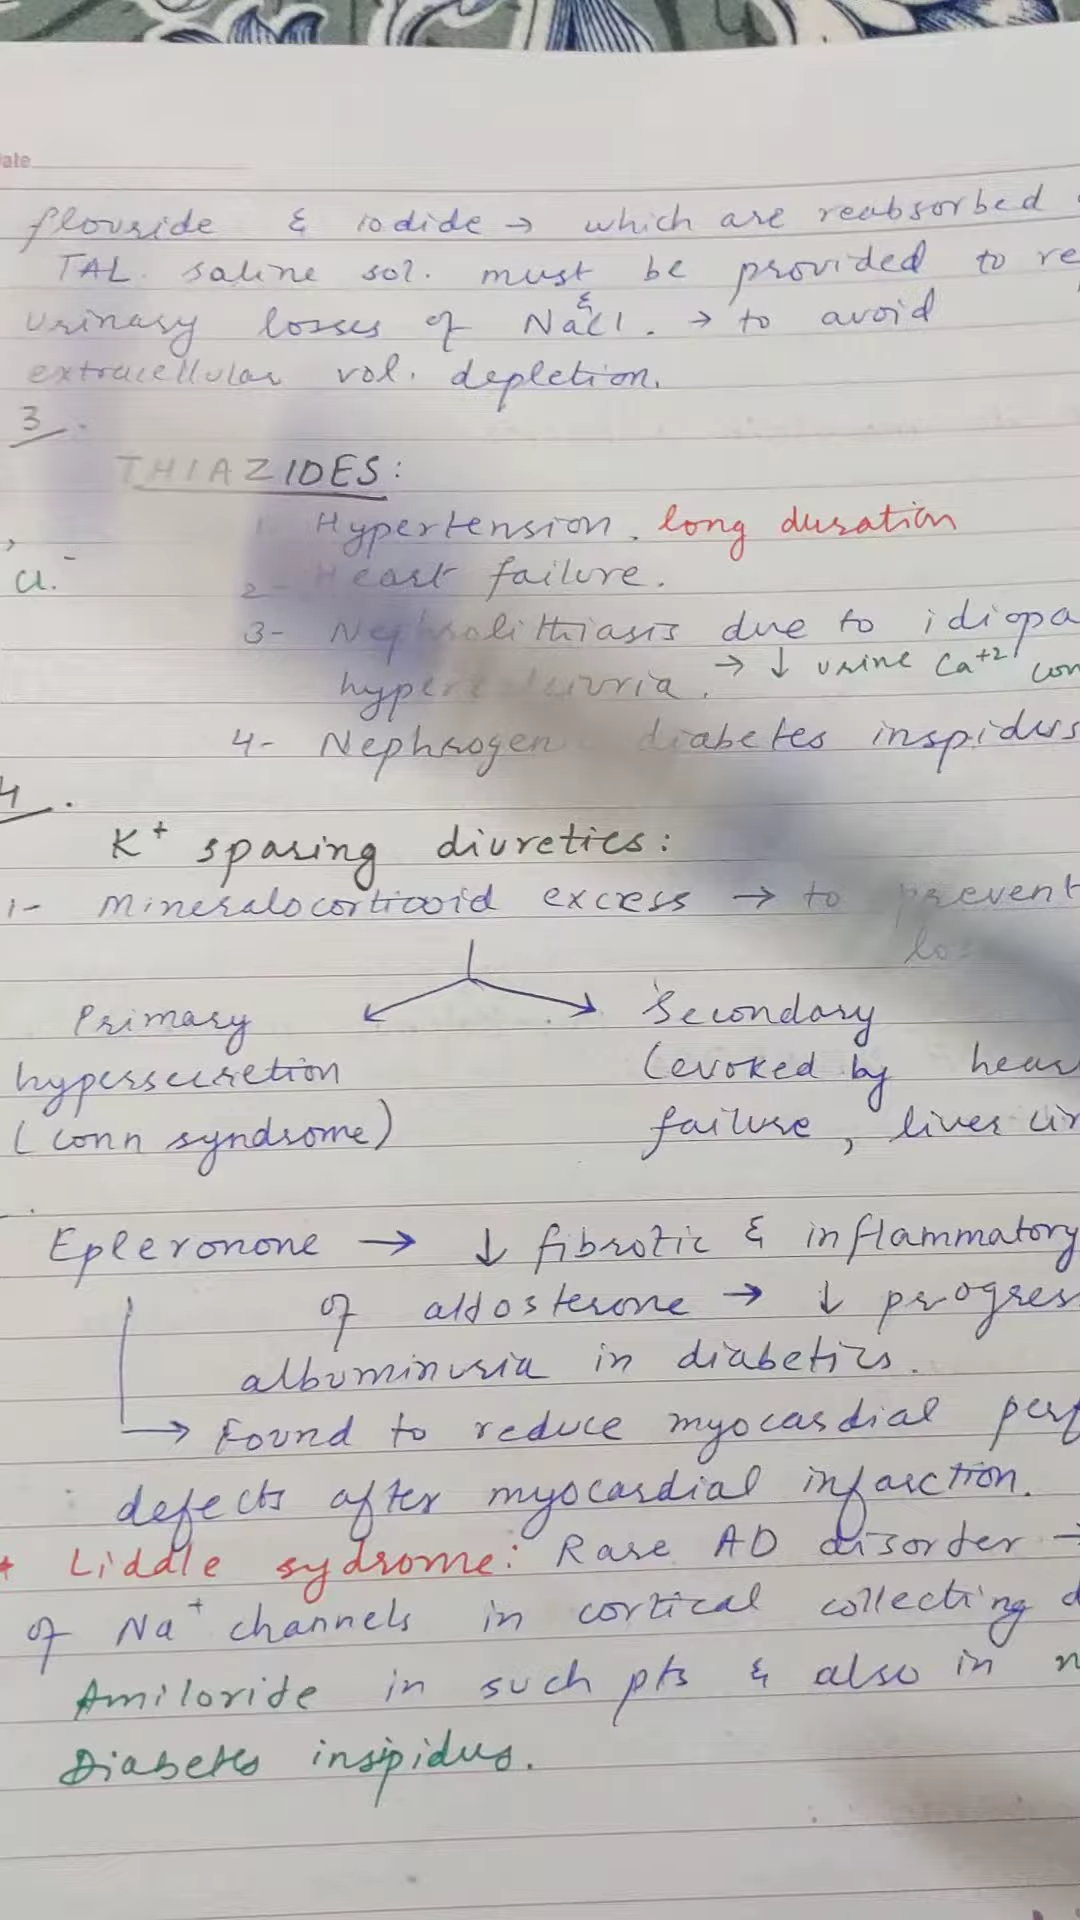 Date
flouride & iodide → which are reabsorbed
TAL. saline sol. must be provided to re
urinary losses of NaCl. & → to avoid
extracellular vol. depletion.
3.
THIAZIDES:
1. Hypertension. long duration
Cl.-
2- Heart failure.
3- Nephrolithiasis due to idiopa
→ ↓ urine Ca+2 con
4- Nephrogen diabetes inspidus
4.
K+ sparing diuretics:
1- Mineralocorticoid excess → to prevent
Primary
Secondary
hypersecretion
(evoked by hear
(conn syndrome)
failure, liver cir
Epleronone → ↓ fibrotic & inflammatory
of aldosterone → ↓ progres
albuminuria in diabetics.
→ Found to reduce myocardial perf
defects after myocardial infarction.
* Liddle sydrome: Rare AD disorder →
of Na+ channels in cortical collecting d
Amiloride in such pts & also in n
Diabetes insipidus.